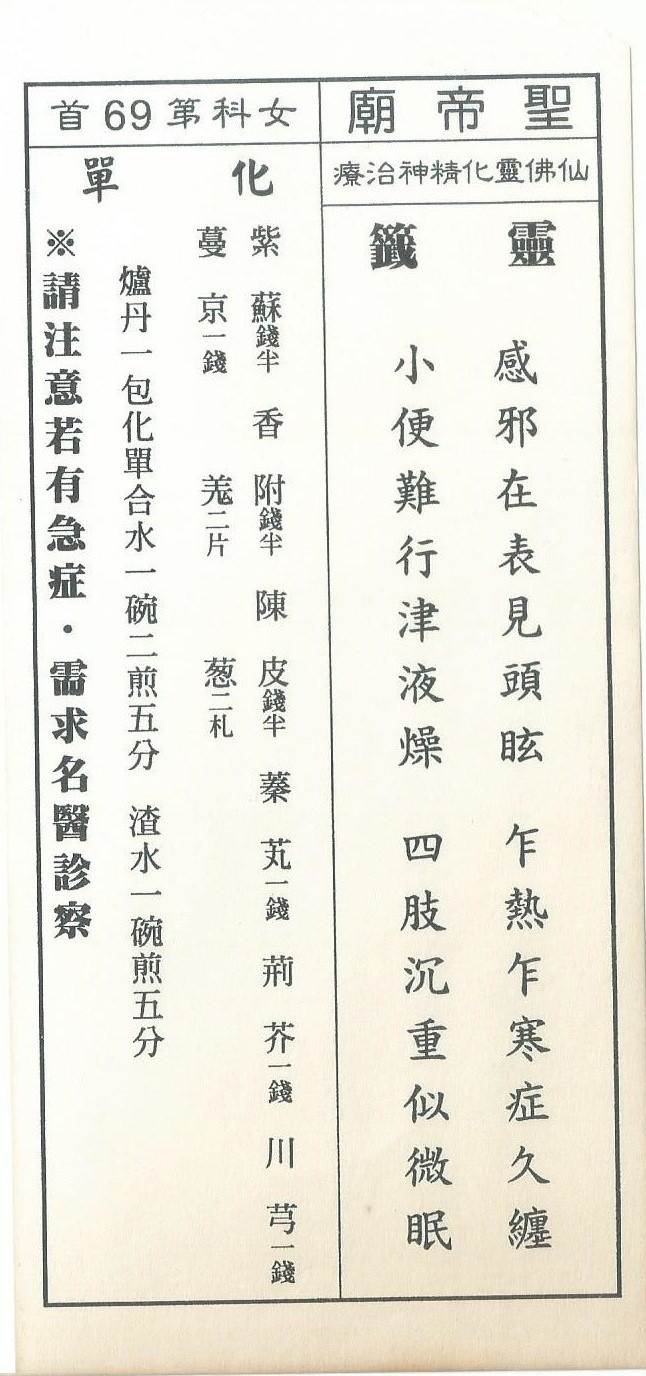 聖帝廟
仙佛靈化精神治療
靈籤
感邪在表見頭眩 乍熱乍寒症久纏
小便難行津液燥 四肢沉重似微眠
女科第69首
化單
紫蘇錢半 香附錢半 陳皮錢半 蓁芃一錢 荊芥一錢 川芎一錢
蔓京一錢 羗二片 葱二札
爐丹一包化單合水一碗二煎五分 渣水一碗煎五分
※請注意若有急症・需求名醫診察